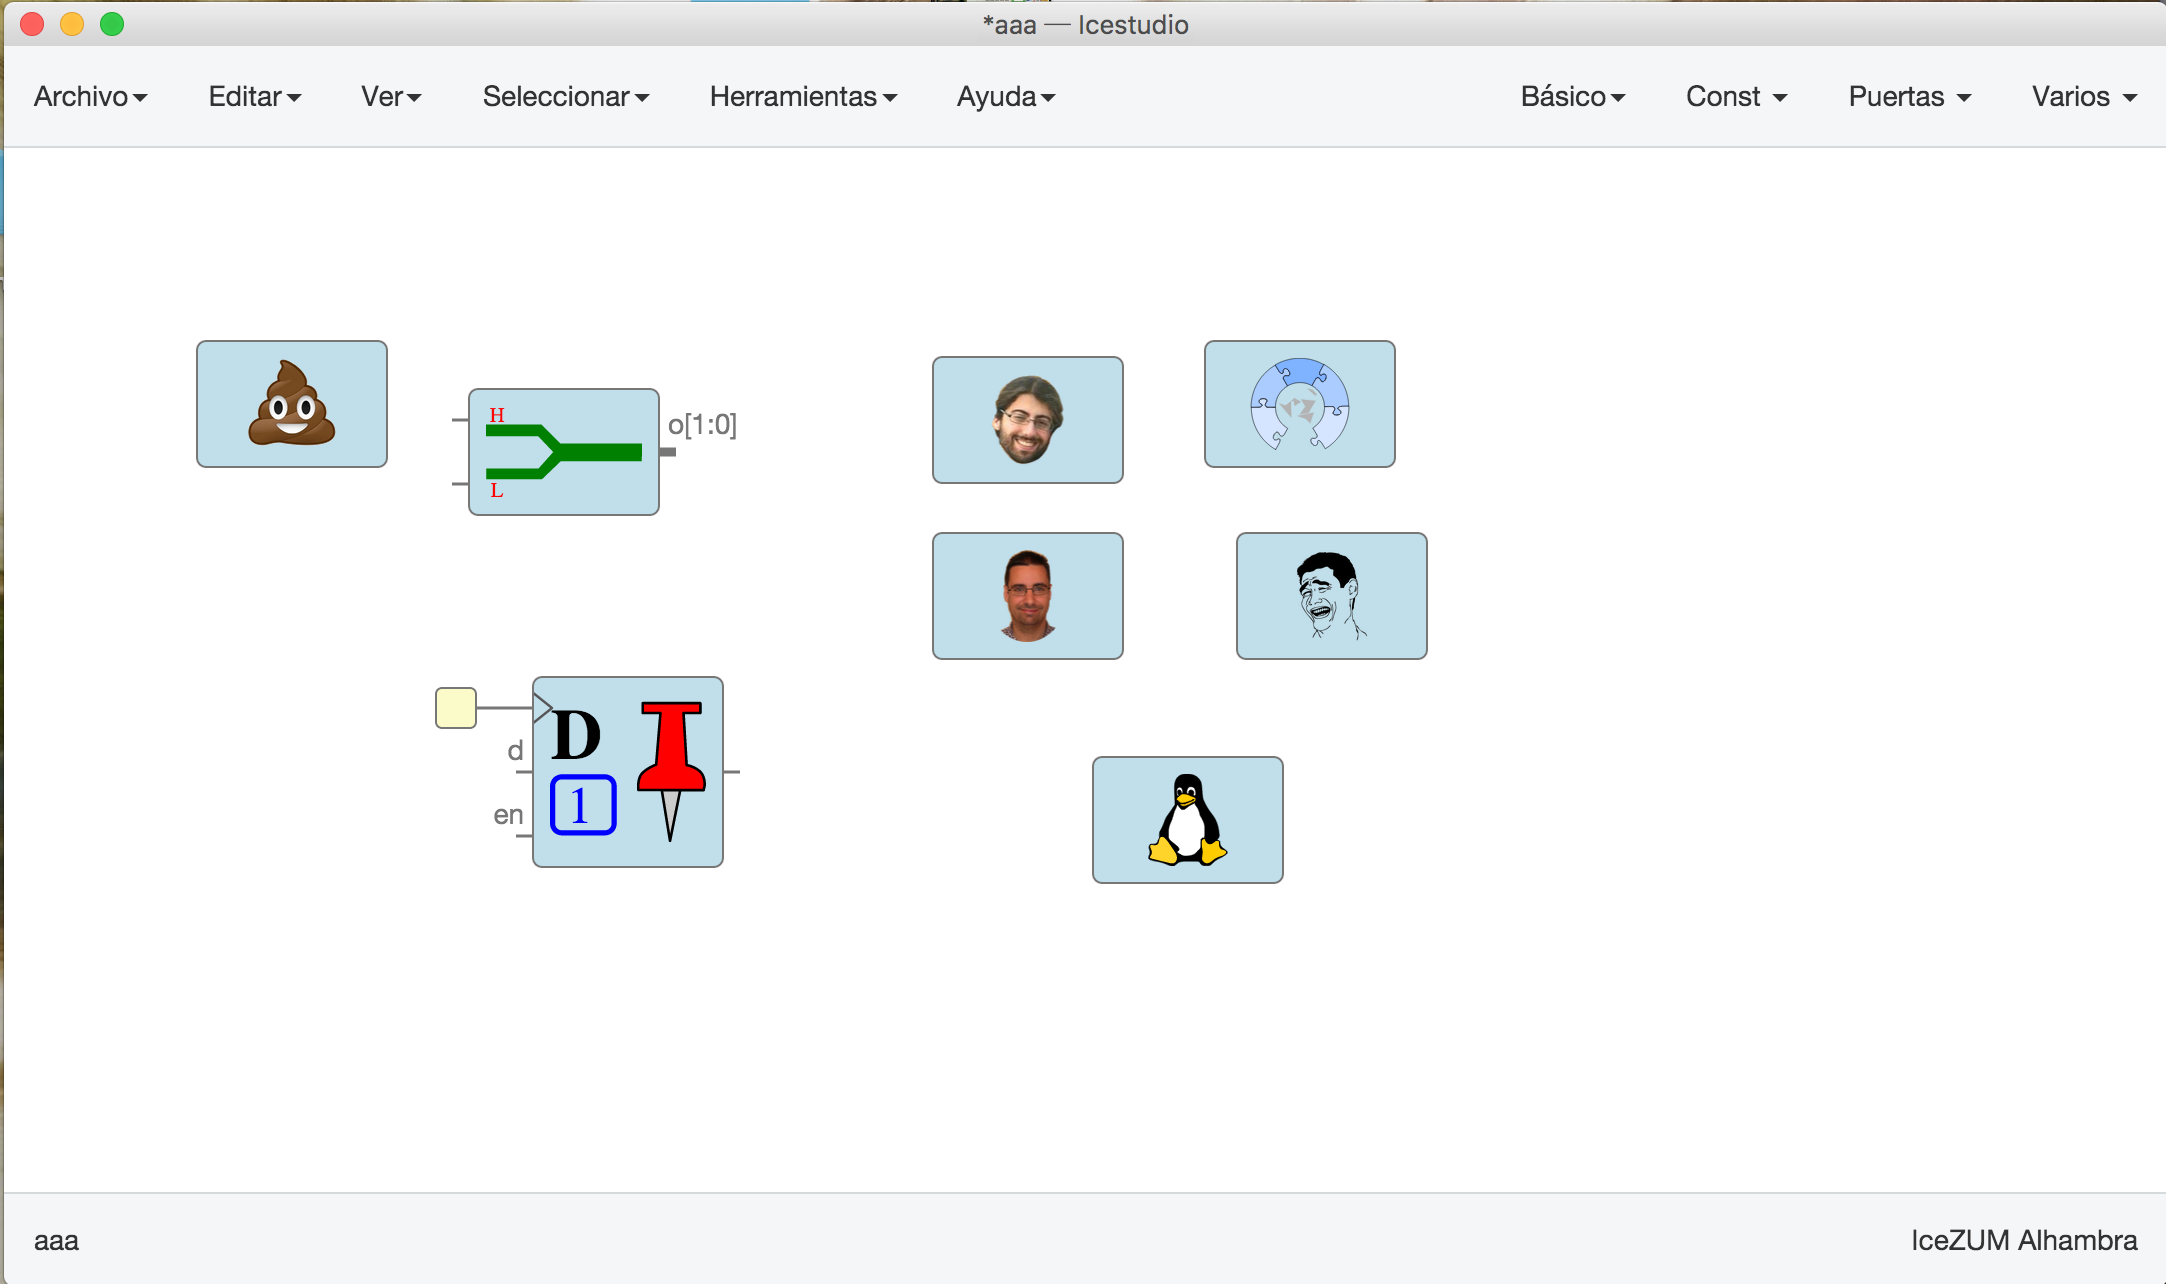 *aaa — Icestudio
Archivo Editar Ver Seleccionar Herramientas Ayuda Básico Const Puertas Varios
H
o[1:0]
L
D
d
1
en
aaa
IceZUM Alhambra